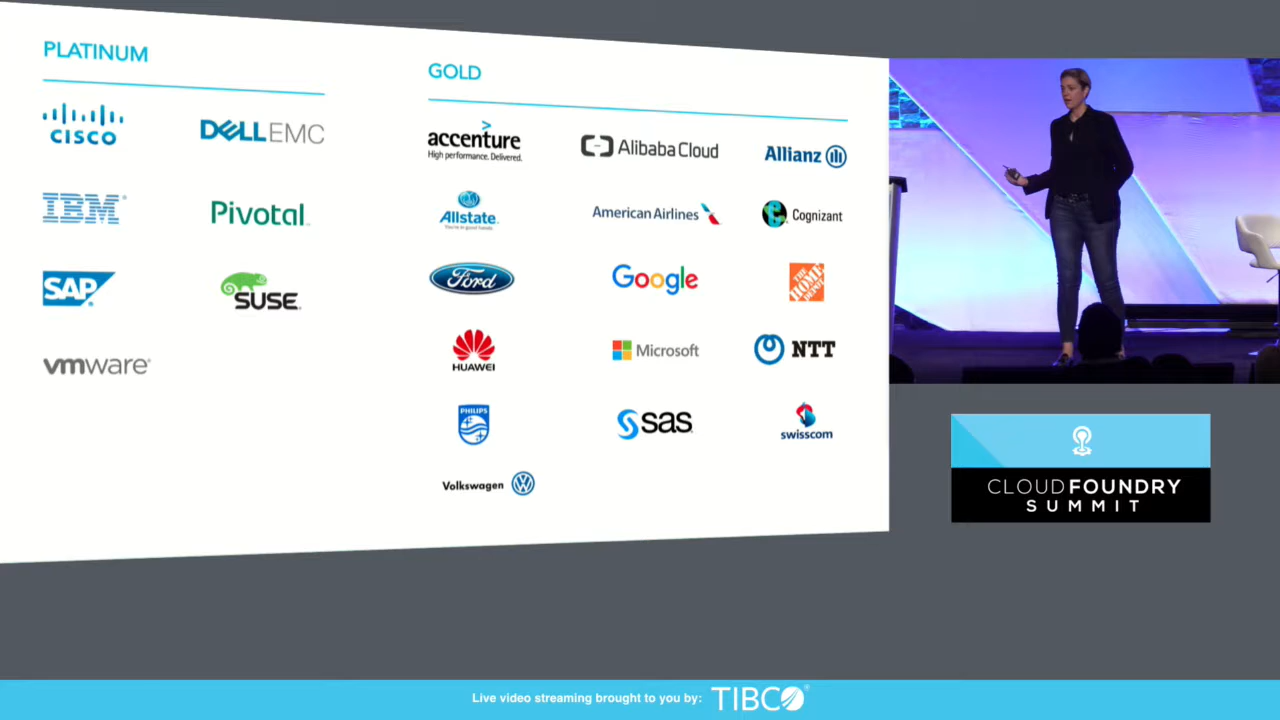 PLATINUM
CISCO
DELL EMC
IBM
Pivotal
SAP
SUSE
vmware
GOLD
accenture
High performance. Delivered.
Alibaba Cloud
Allianz
Allstate
You're in good hands.
American Airlines
Cognizant
Ford
Google
THE HOME DEPOT
HUAWEI
Microsoft
NTT
PHILIPS
sas
swisscom
Volkswagen
CLOUD FOUNDRY
SUMMIT
Live video streaming brought to you by: TIBCO